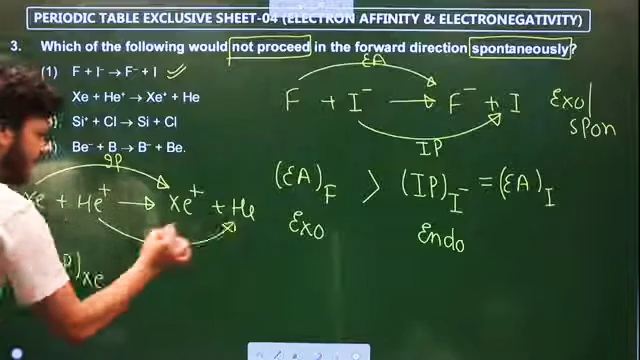 PERIODIC TABLE EXCLUSIVE SHEET-04 (ELECTRON AFFINITY & ELECTRONEGATIVITY)
3. Which of the following would not proceed in the forward direction spontaneously?
(1) F + I⁻ → F⁻ + I
Xe + He⁺ → Xe⁺ + He
Si⁺ + Cl → Si + Cl
Be⁻ + B → B⁻ + Be.
EA
F + I⁻ → F⁻ + I Exo/
spon
IP
(EA)F > (IP)I⁻ = (EA)I
Exo Endo
IP
Xe + He⁺ → Xe⁺ + He
P)Xe